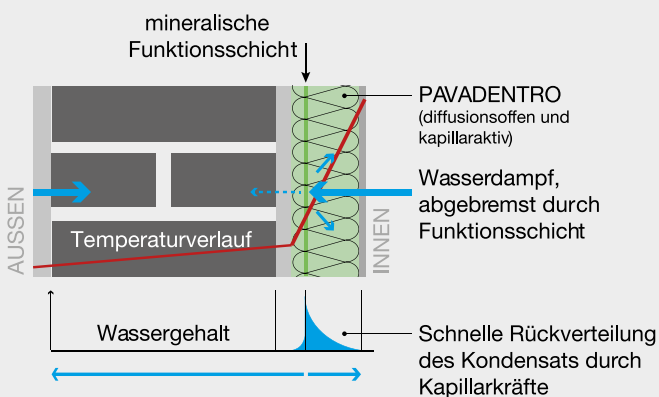 mineralische
Funktionsschicht
PAVADENTRO
(diffusionsoffen und
kapillaraktiv)
Wasserdampf,
abgebremst durch
Funktionsschicht
AUSSEN
Temperaturverlauf
INNEN
Wassergehalt
Schnelle Rückverteilung
des Kondensats durch
Kapillarkräfte